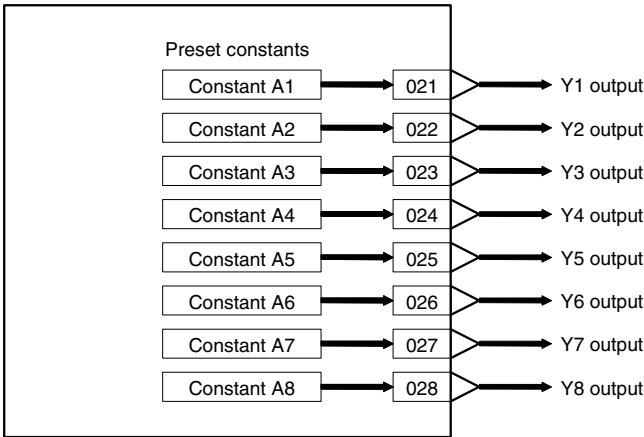 Preset constants
Constant A1 021 Y1 output
Constant A2 022 Y2 output
Constant A3 023 Y3 output
Constant A4 024 Y4 output
Constant A5 025 Y5 output
Constant A6 026 Y6 output
Constant A7 027 Y7 output
Constant A8 028 Y8 output